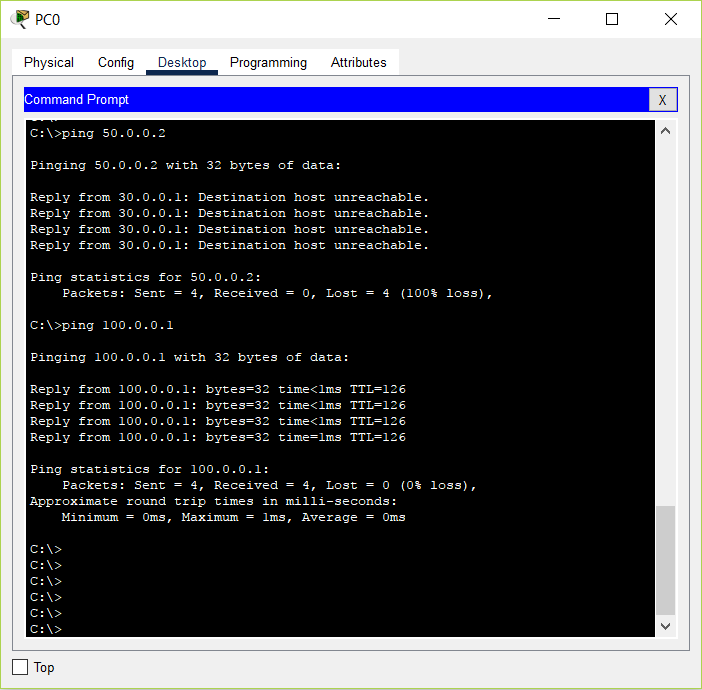 PC0
Physical Config Desktop Programming Attributes
Command Prompt
X
C:\>ping 50.0.0.2
Pinging 50.0.0.2 with 32 bytes of data:
Reply from 30.0.0.1: Destination host unreachable.
Reply from 30.0.0.1: Destination host unreachable.
Reply from 30.0.0.1: Destination host unreachable.
Reply from 30.0.0.1: Destination host unreachable.
Ping statistics for 50.0.0.2:
    Packets: Sent = 4, Received = 0, Lost = 4 (100% loss),
C:\>ping 100.0.0.1
Pinging 100.0.0.1 with 32 bytes of data:
Reply from 100.0.0.1: bytes=32 time<1ms TTL=126
Reply from 100.0.0.1: bytes=32 time<1ms TTL=126
Reply from 100.0.0.1: bytes=32 time<1ms TTL=126
Reply from 100.0.0.1: bytes=32 time=1ms TTL=126
Ping statistics for 100.0.0.1:
    Packets: Sent = 4, Received = 4, Lost = 0 (0% loss),
Approximate round trip times in milli-seconds:
    Minimum = 0ms, Maximum = 1ms, Average = 0ms
C:\>
C:\>
C:\>
C:\>
C:\>
C:\>
Top